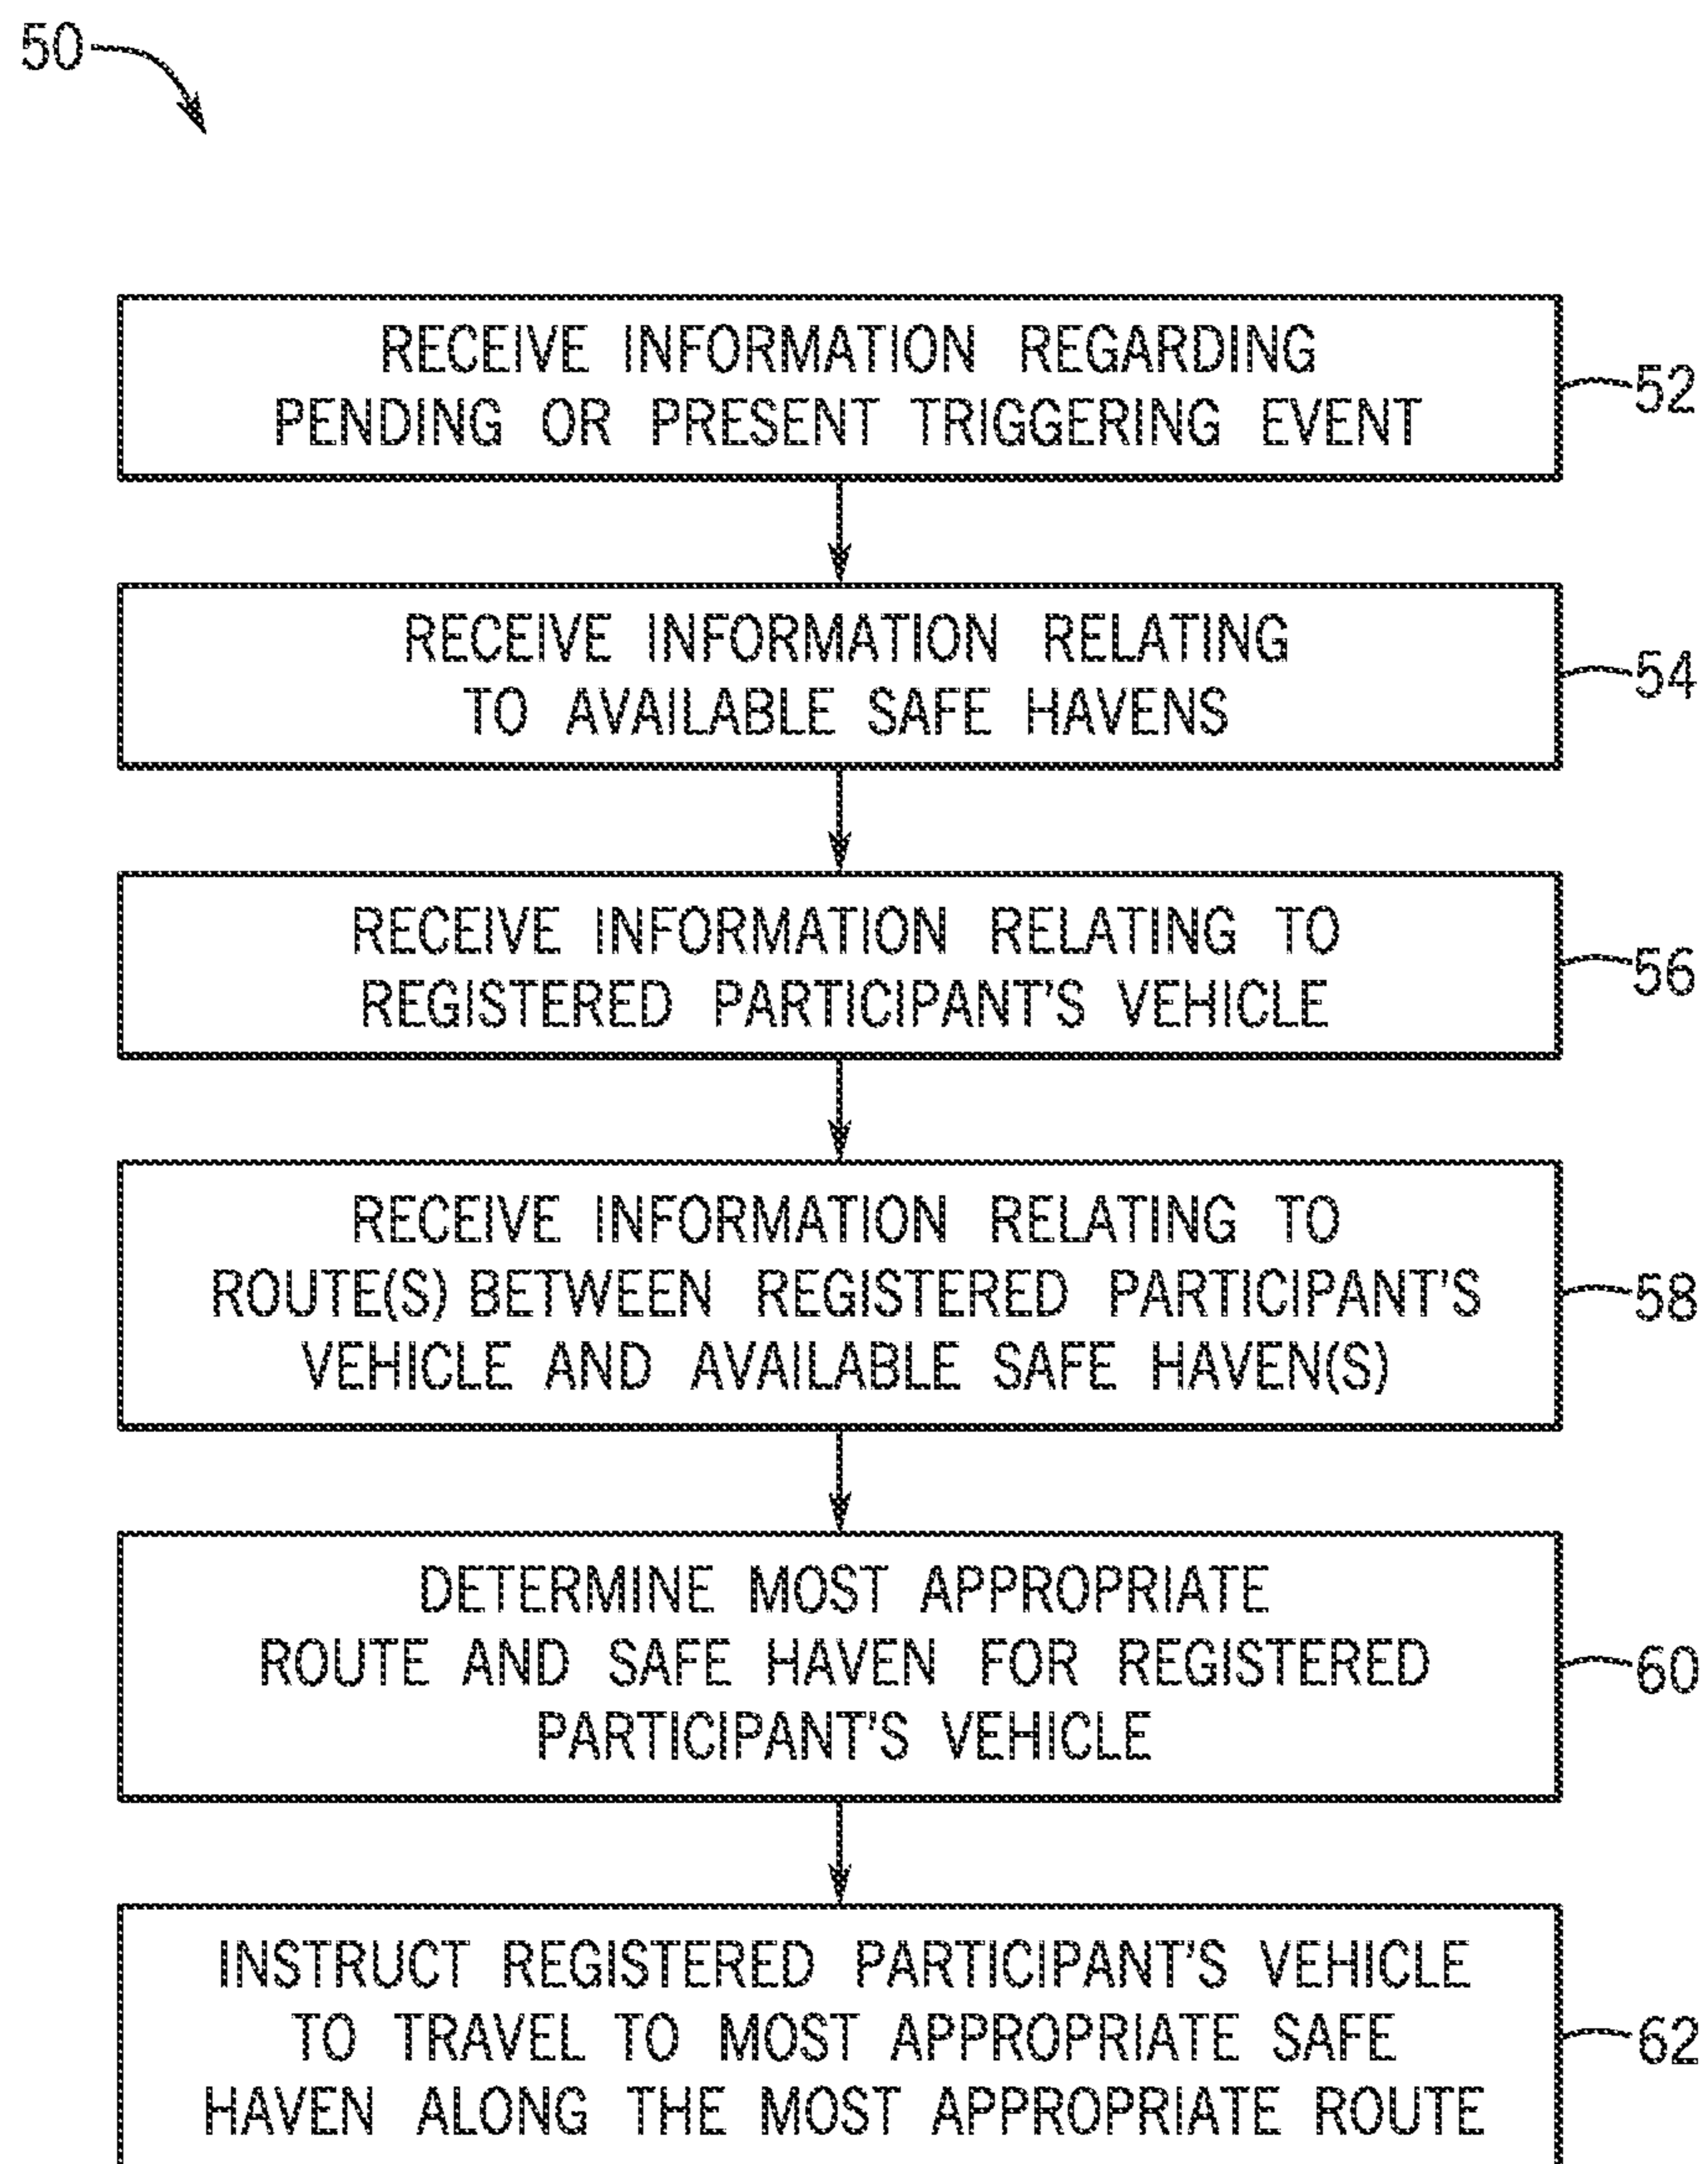 50
RECEIVE INFORMATION REGARDING
PENDING OR PRESENT TRIGGERING EVENT
52
RECEIVE INFORMATION RELATING
TO AVAILABLE SAFE HAVENS
54
RECEIVE INFORMATION RELATING TO
REGISTERED PARTICIPANT'S VEHICLE
56
RECEIVE INFORMATION RELATING TO
ROUTE(S) BETWEEN REGISTERED PARTICIPANT'S
VEHICLE AND AVAILABLE SAFE HAVEN(S)
58
DETERMINE MOST APPROPRIATE
ROUTE AND SAFE HAVEN FOR REGISTERED
PARTICIPANT'S VEHICLE
60
INSTRUCT REGISTERED PARTICIPANT'S VEHICLE
TO TRAVEL TO MOST APPROPRIATE SAFE
HAVEN ALONG THE MOST APPROPRIATE ROUTE
62